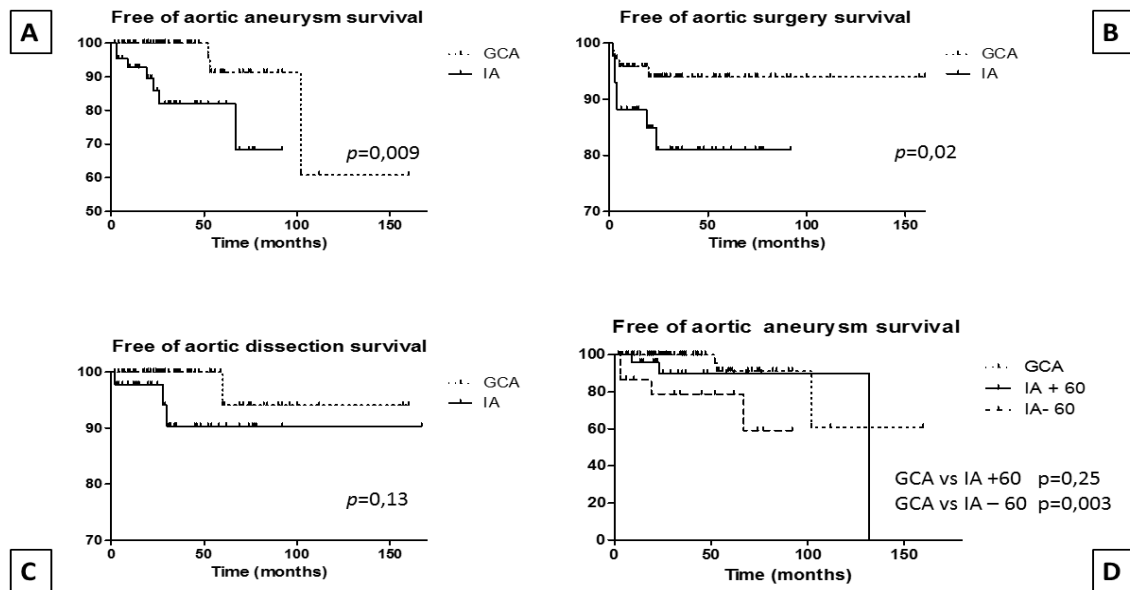 A
Free of aortic aneurysm survival
GCA
IA
100
90
80
70
60
50
p=0,009
0
50
100
150
Time (months)
B
Free of aortic surgery survival
GCA
IA
100
90
80
70
p=0,02
0
50
100
150
Time (months)
C
Free of aortic dissection survival
GCA
IA
100
90
80
70
p=0,13
0
50
100
150
Time (months)
D
Free of aortic aneurysm survival
GCA
IA + 60
IA- 60
100
80
60
40
20
0
GCA vs IA +60 p=0,25
GCA vs IA – 60 p=0,003
0
50
100
150
Time (months)